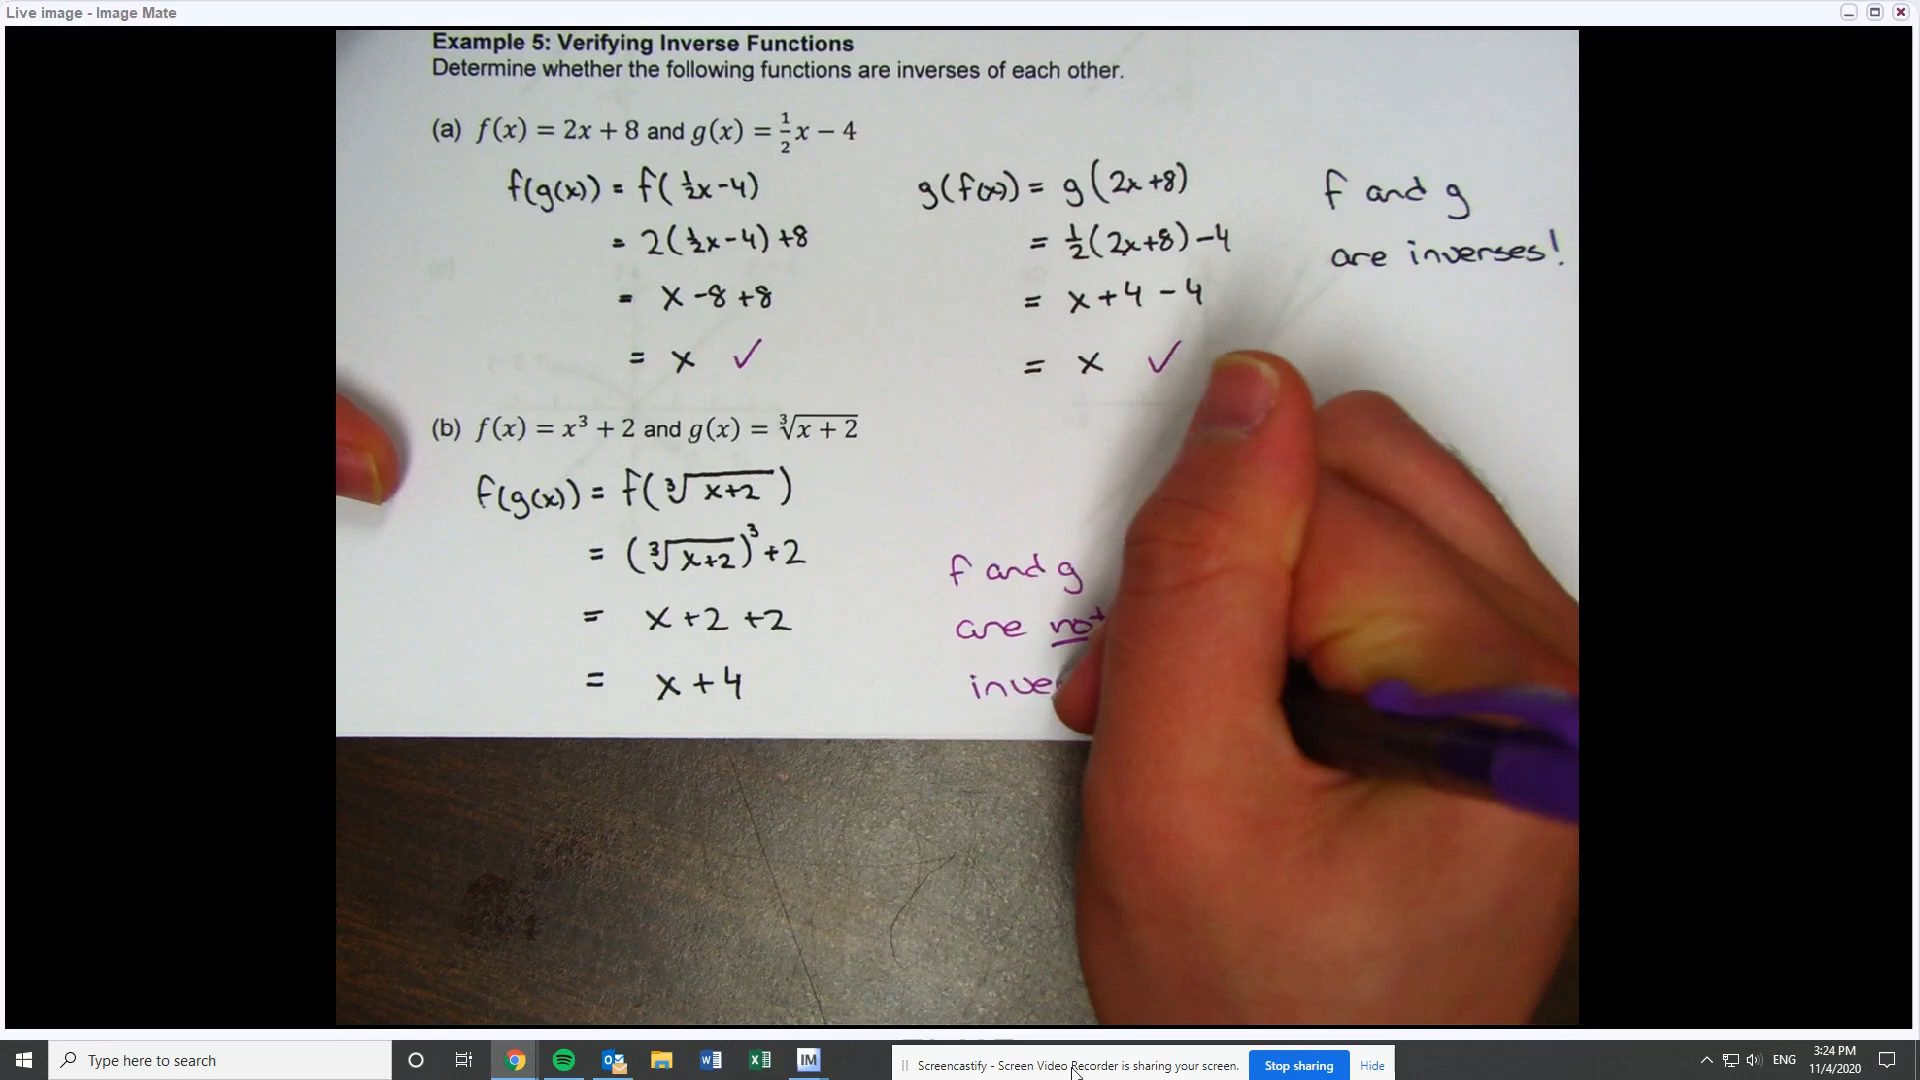 Live image - Image Mate
Example 5: Verifying Inverse Functions
Determine whether the following functions are inverses of each other.
(a) f(x) = 2x + 8 and g(x) = 1/2 x − 4
f(g(x)) = f(1/2x-4)
= 2(1/2x-4)+8
= x -8 +8
= x ✓
g(f(x)) = g(2x+8)
= 1/2(2x+8)-4
= x+4-4
= x ✓
f and g
are inverses!
(b) f(x) = x³ + 2 and g(x) = ∛(x + 2)
f(g(x)) = f(∛(x+2))
= (∛(x+2))³+2
= x+2 +2
= x+4
f and g
are not
inve
Type here to search
Screencastify - Screen Video Recorder is sharing your screen.
Stop sharing
Hide
ENG
3:24 PM
11/4/2020
IM